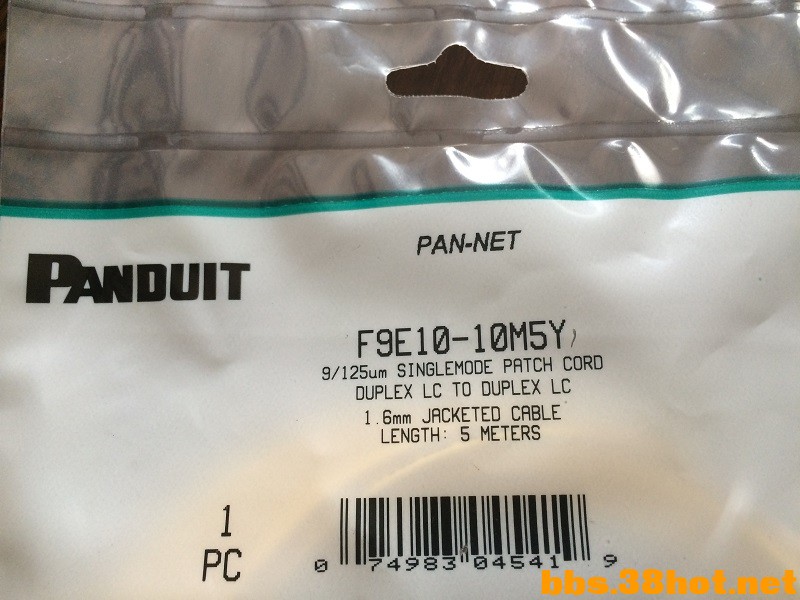 PAN-NET
PANDUIT
F9E10-10M5Y
9/125um SINGLEMODE PATCH CORD
DUPLEX LC TO DUPLEX LC
1.6mm JACKETED CABLE
LENGTH: 5 METERS
1
PC
0 74983 04541 9
bbs.38hot.net